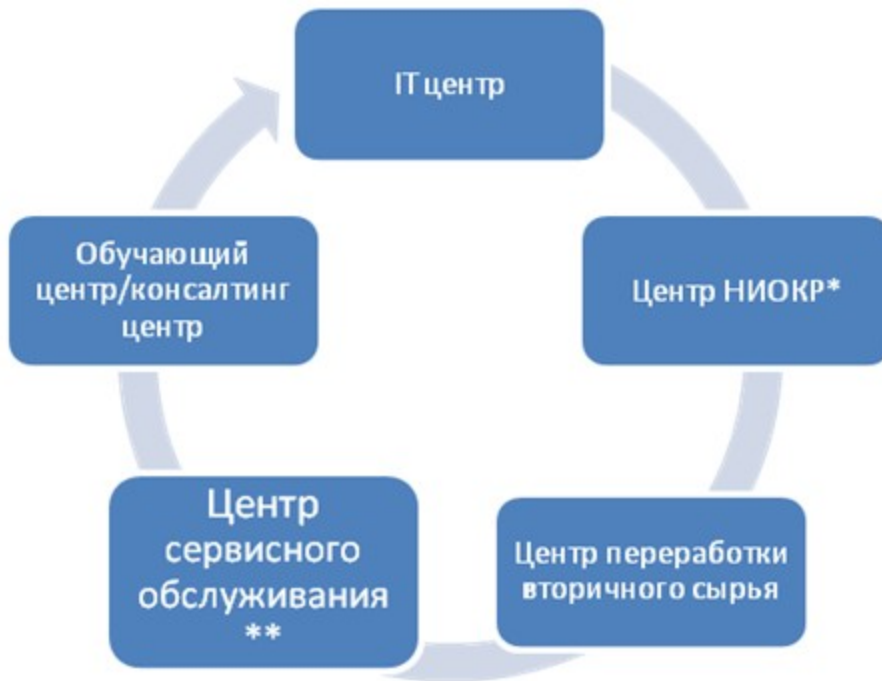 IT центр
Центр НИОКР*
Центр переработки
вторичного сырья
Центр
сервисного
обслуживания
**
Обучающий
центр/консалтинг
центр